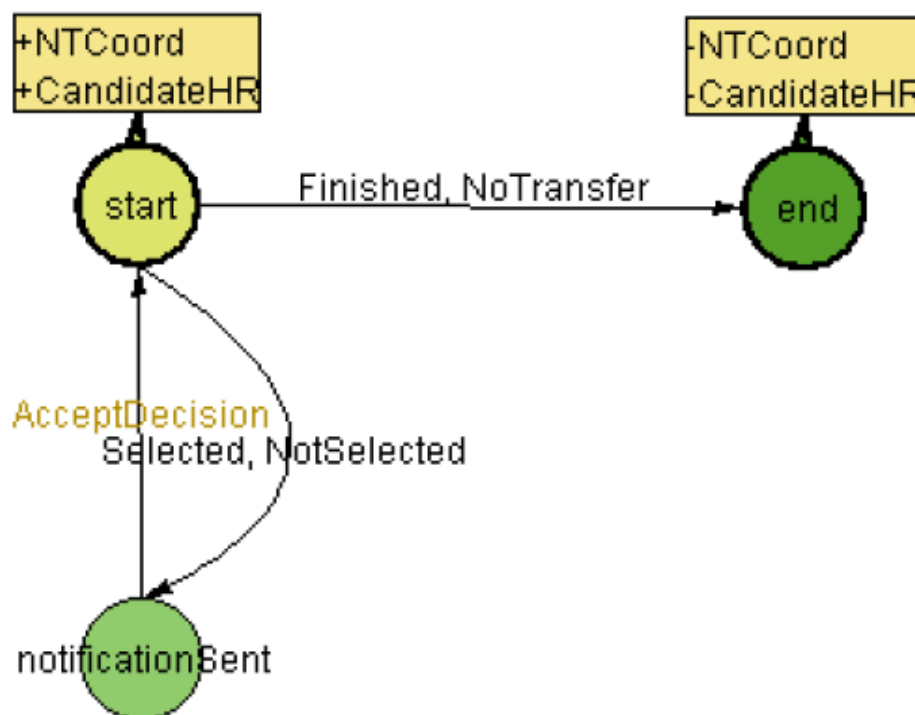 +NTCoord
+CandidateHR
-NTCoord
-CandidateHR
start
Finished, NoTransfer
end
AcceptDecision
Selected, NotSelected
notificationSent